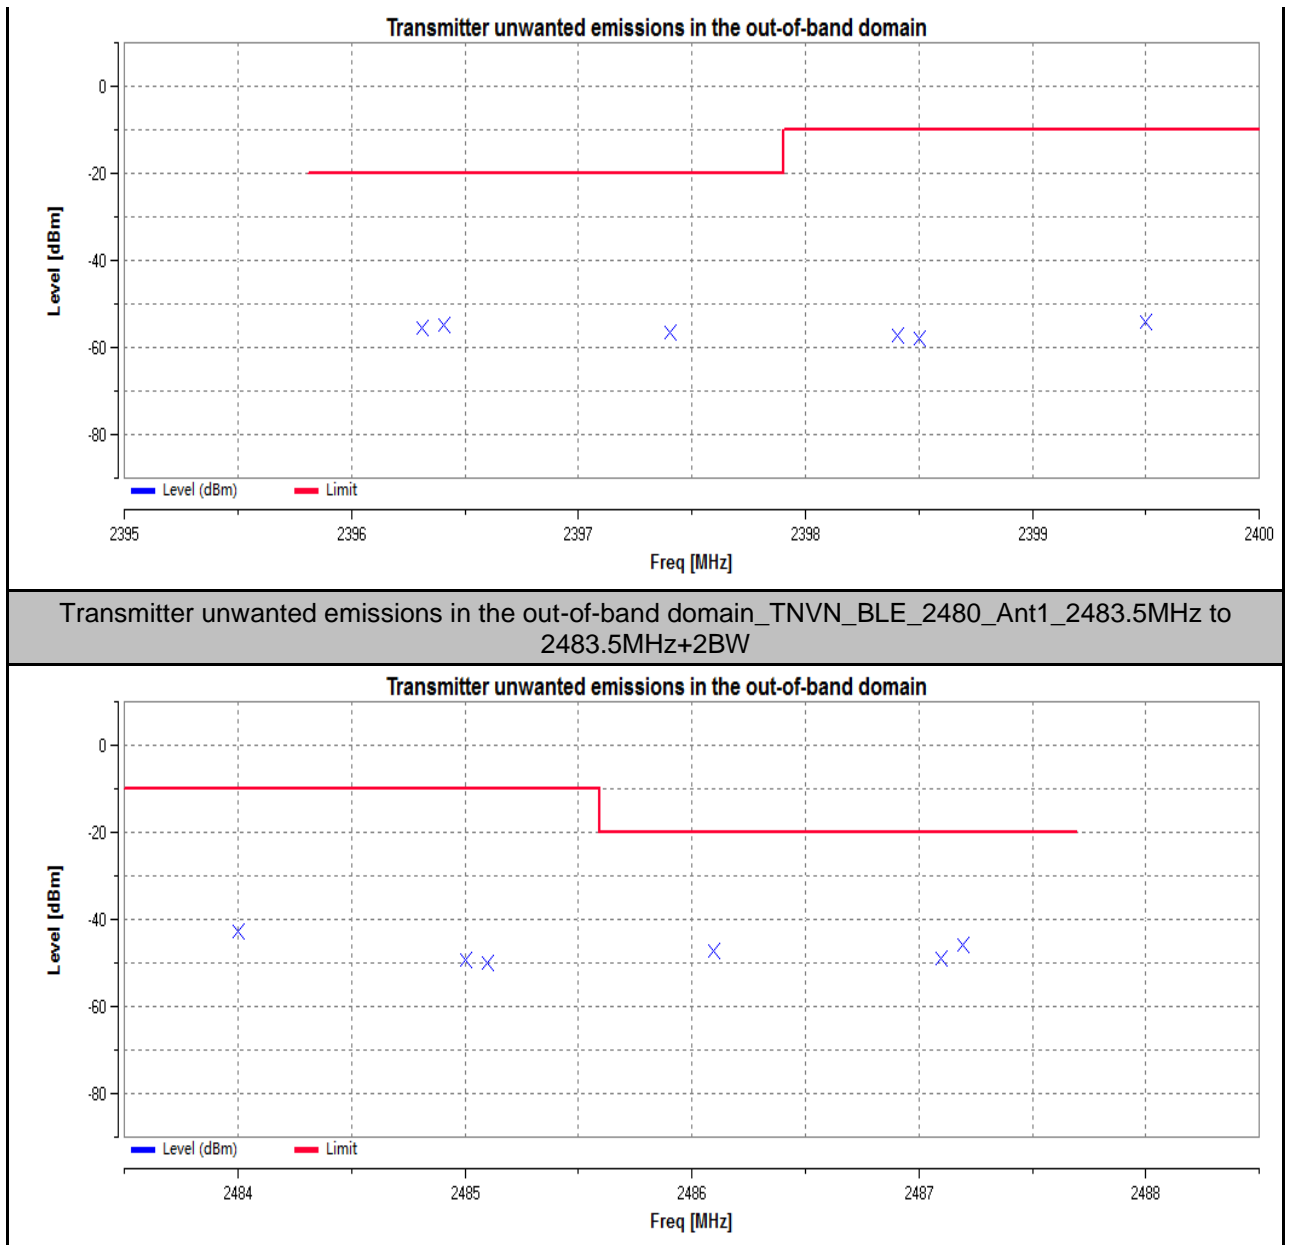 Transmitter unwanted emissions in the out-of-band domain
0
-20
-40
-60
-80
Level [dBm]
Level (dBm) Limit
2395 2396 2397 2398 2399 2400
Freq [MHz]
Transmitter unwanted emissions in the out-of-band domain_TNVN_BLE_2480_Ant1_2483.5MHz to
2483.5MHz+2BW
Transmitter unwanted emissions in the out-of-band domain
0
-20
-40
-60
-80
Level [dBm]
Level (dBm) Limit
2484 2485 2486 2487 2488
Freq [MHz]